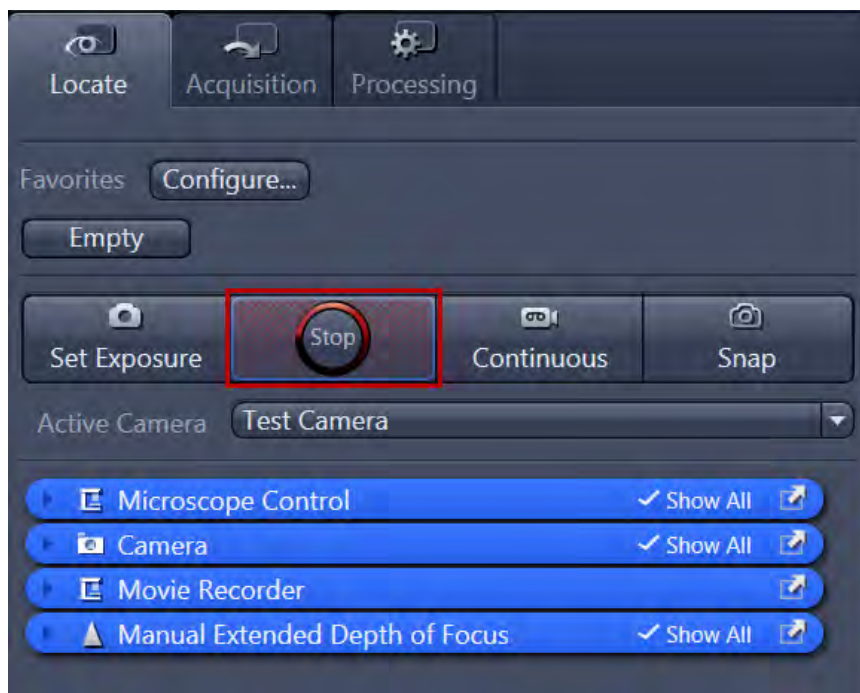 Locate Acquisition Processing
Favorites Configure...
Empty
Set Exposure Stop Continuous Snap
Active Camera Test Camera
Microscope Control Show All
Camera Show All
Movie Recorder
Manual Extended Depth of Focus Show All